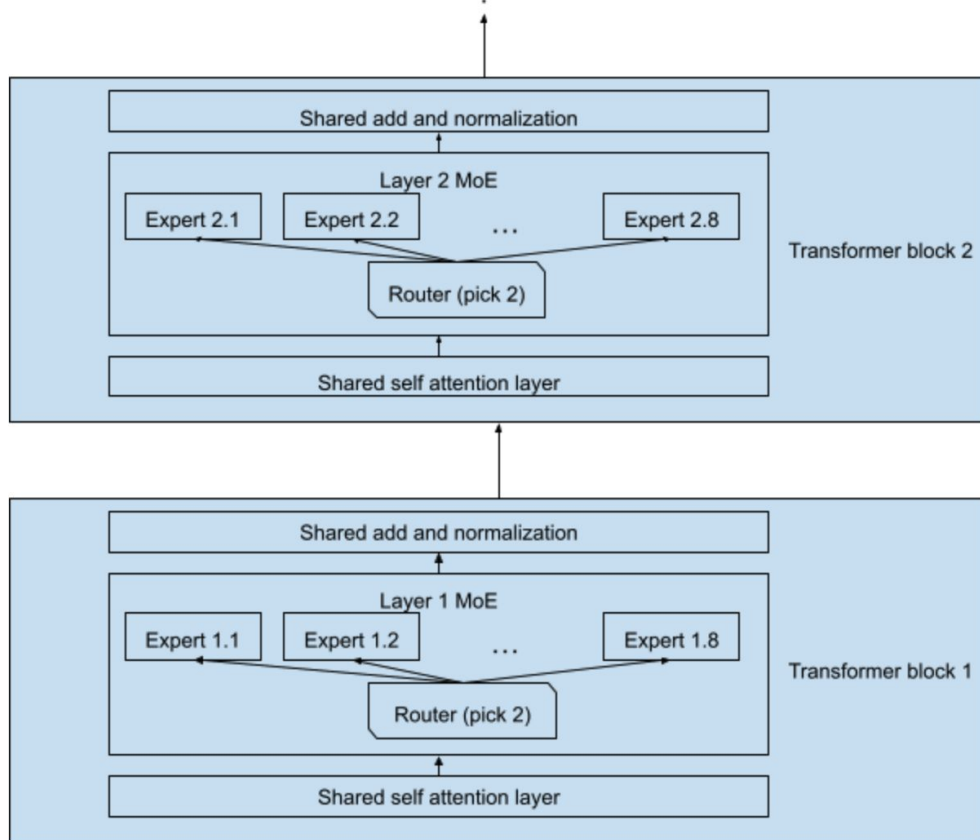 Shared add and normalization
Layer 2 MoE
Expert 2.1
Expert 2.2
...
Expert 2.8
Router (pick 2)
Shared self attention layer
Transformer block 2
Shared add and normalization
Layer 1 MoE
Expert 1.1
Expert 1.2
...
Expert 1.8
Router (pick 2)
Shared self attention layer
Transformer block 1